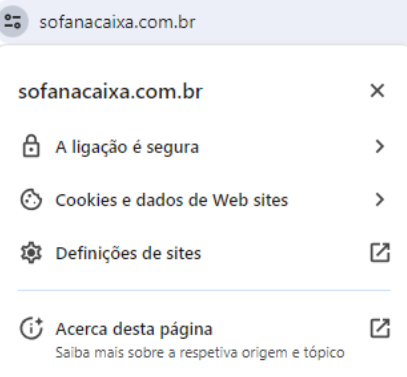 sofanacaixa.com.br
sofanacaixa.com.br
A ligação é segura
Cookies e dados de Web sites
Definições de sites
Acerca desta página
Saiba mais sobre a respetiva origem e tópico